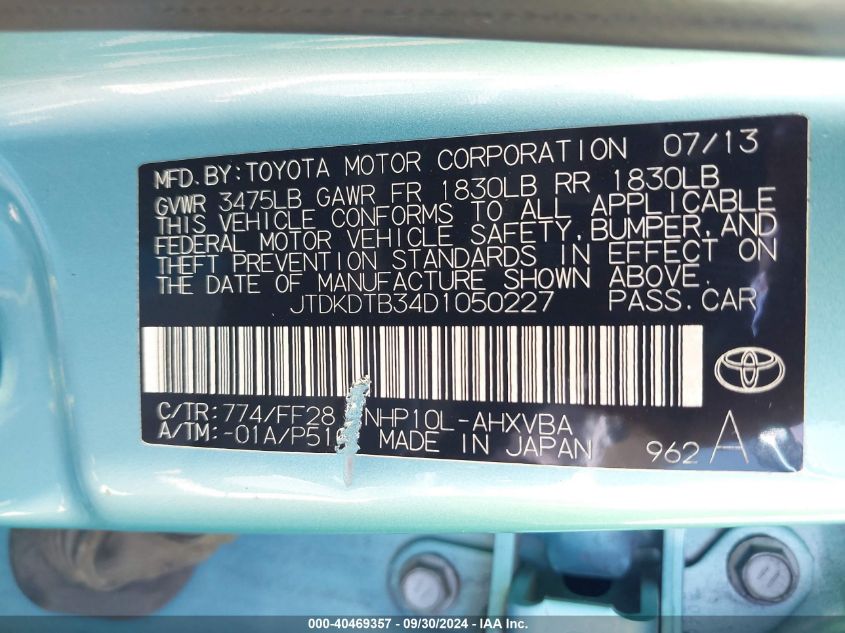 MFD. BY: TOYOTA MOTOR CORPORATION 07/13
GVWR 3475LB GAWR FR 1830LB RR 1830LB
THIS VEHICLE CONFORMS TO ALL APPLICABLE
FEDERAL MOTOR VEHICLE SAFETY, BUMPER, AND
THEFT PREVENTION STANDARDS IN EFFECT ON
THE DATE OF MANUFACTURE SHOWN ABOVE.
JTDKDTB34D1050227 PASS. CAR
C/TR: 774/FF28 NHP10L-AHXVBA
A/TM: -01A/ MADE IN JAPAN 962 A
000-40469357 - 09/30/2024 - IAA Inc.